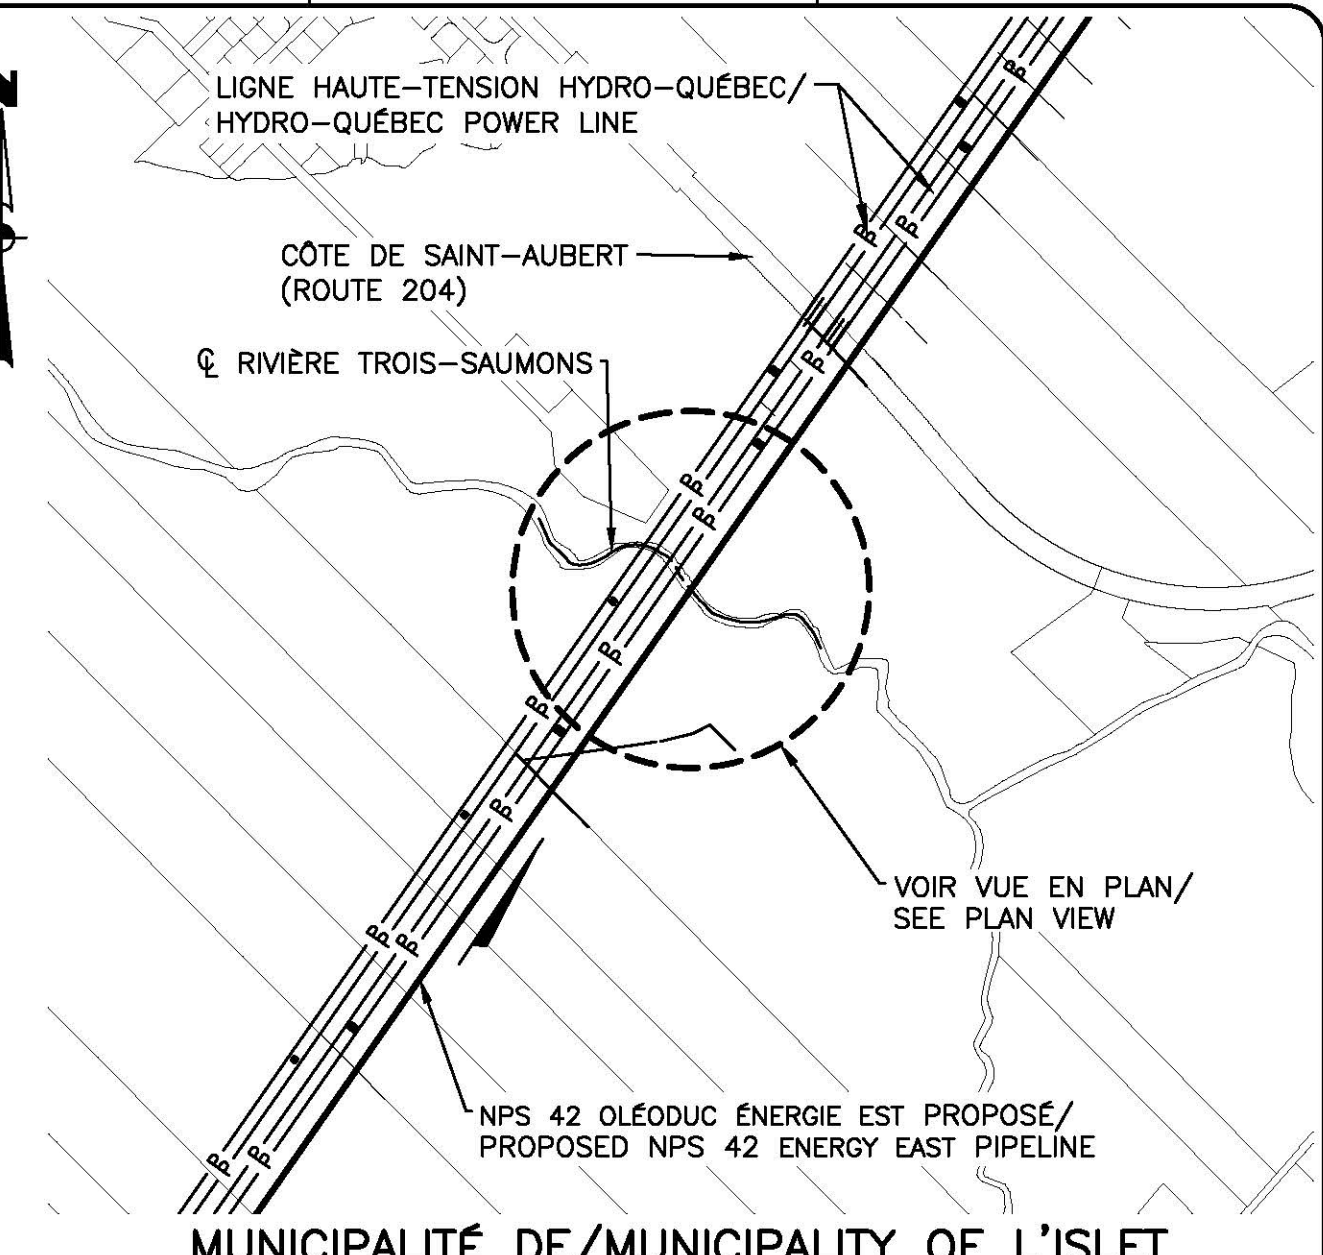 N
LIGNE HAUTE-TENSION HYDRO-QUÉBEC/
HYDRO-QUÉBEC POWER LINE
CÔTE DE SAINT-AUBERT
(ROUTE 204)
℄ RIVIÈRE TROIS-SAUMONS
VOIR VUE EN PLAN/
SEE PLAN VIEW
NPS 42 OLÉODUC ÉNERGIE EST PROPOSÉ/
PROPOSED NPS 42 ENERGY EAST PIPELINE
MUNICIPALITÉ DE/MUNICIPALITY OF L'ISLET